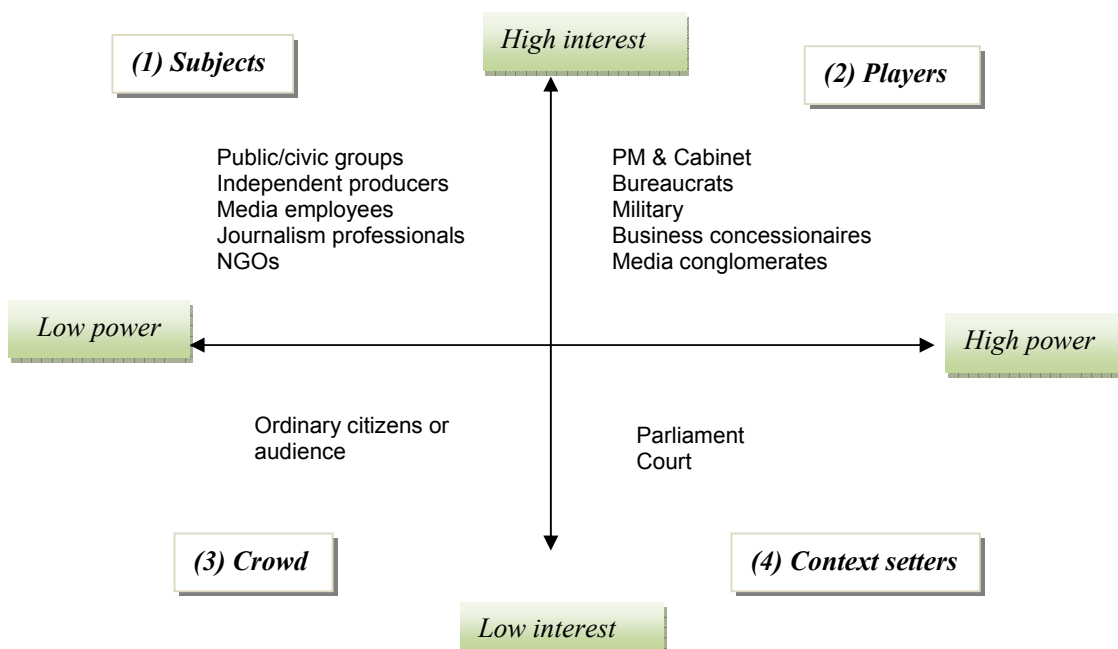 High interest
(1) Subjects
(2) Players
Public/civic groups
Independent producers
Media employees
Journalism professionals
NGOs
PM & Cabinet
Bureaucrats
Military
Business concessionaires
Media conglomerates
Low power
High power
Ordinary citizens or
audience
Parliament
Court
(3) Crowd
(4) Context setters
Low interest